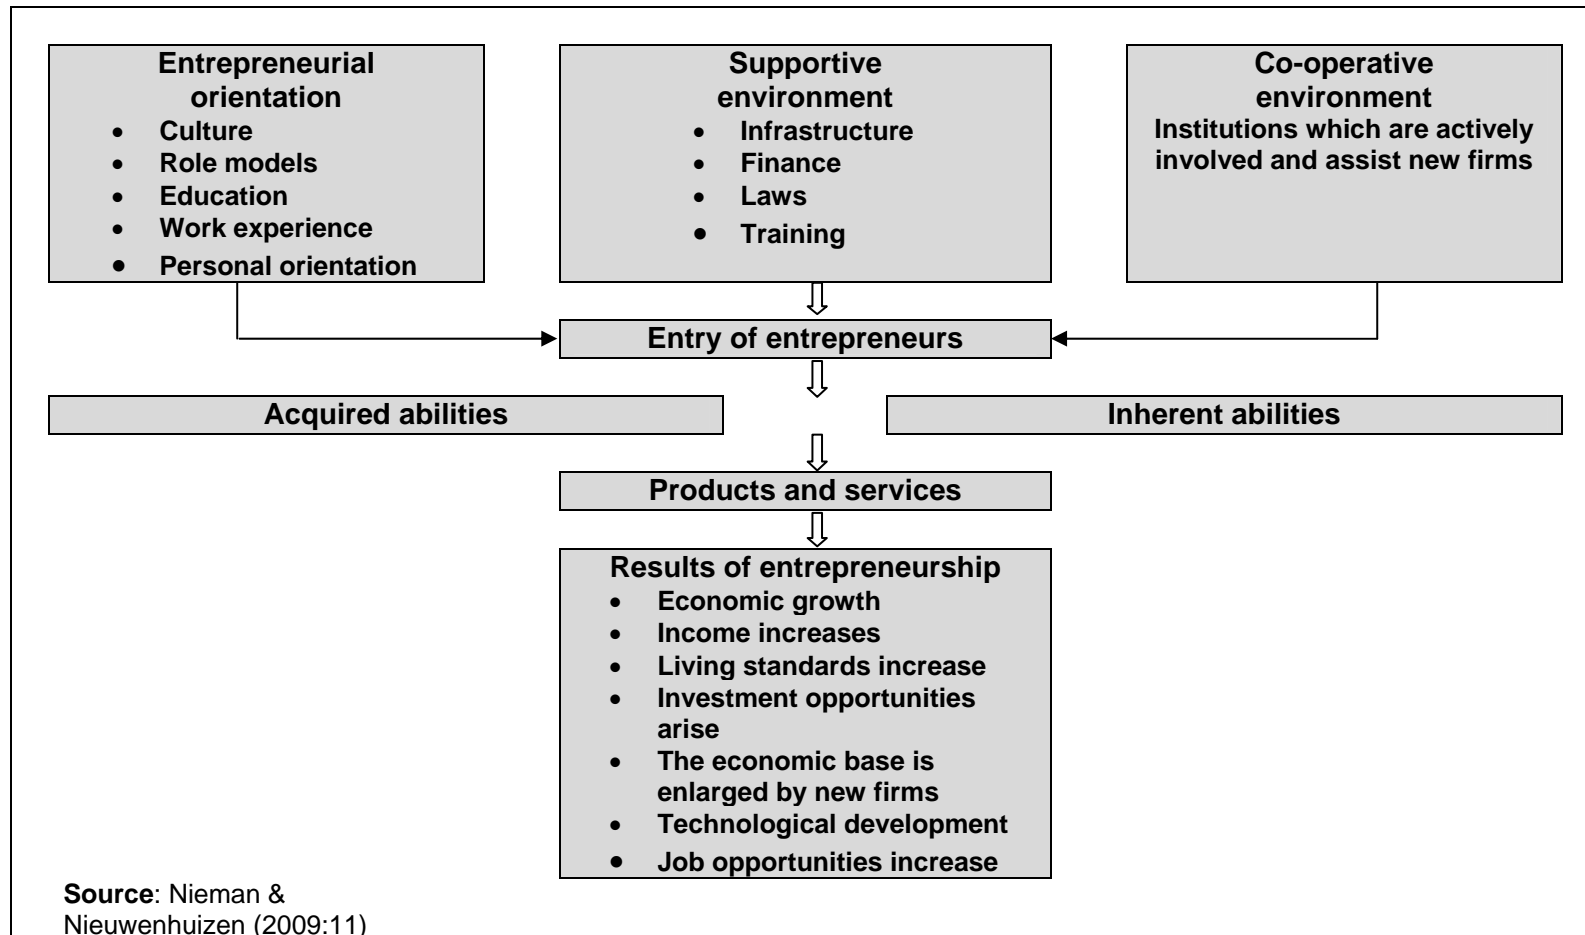 Entrepreneurial
orientation
• Culture
• Role models
• Education
• Work experience
• Personal orientation
Supportive
environment
• Infrastructure
• Finance
• Laws
• Training
Co-operative
environment
Institutions which are actively
involved and assist new firms
Entry of entrepreneurs
Acquired abilities
Inherent abilities
Products and services
Results of entrepreneurship
• Economic growth
• Income increases
• Living standards increase
• Investment opportunities
arise
• The economic base is
enlarged by new firms
• Technological development
• Job opportunities increase
Source: Nieman &
Nieuwenhuizen (2009:11)